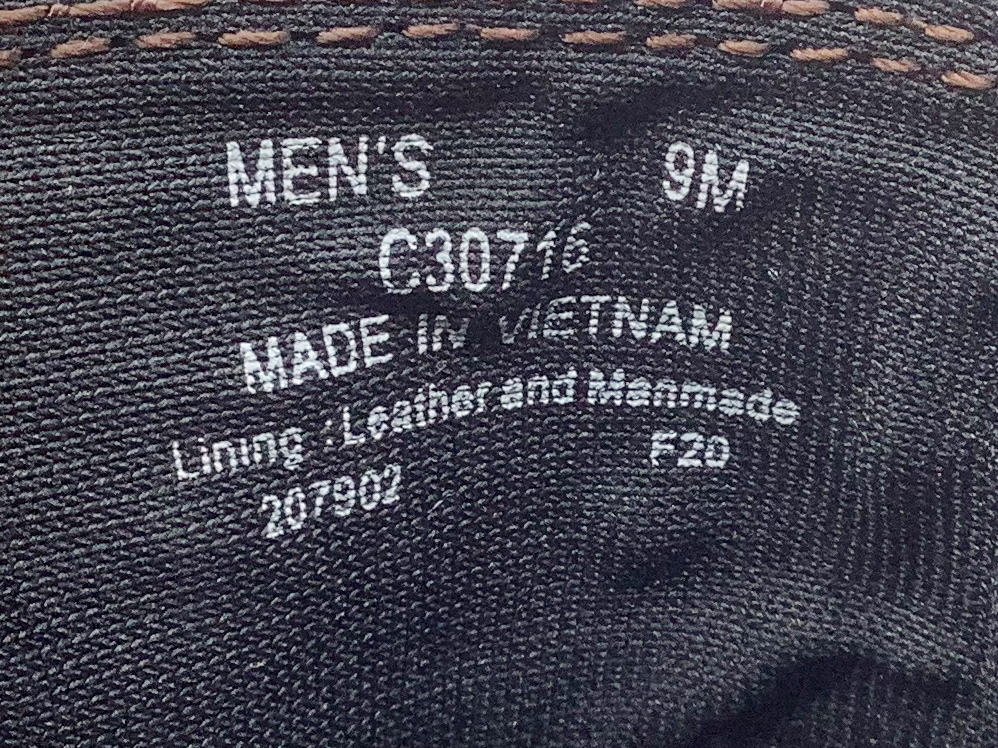 MEN'S 9M
C30716
MADE IN VIETNAM
Lining : Leather and Manmade
207902 F20